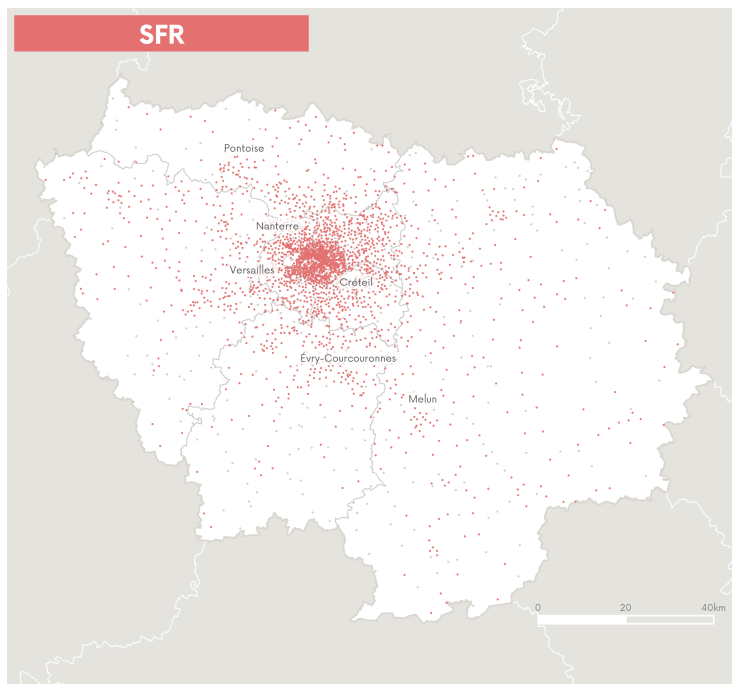 SFR
Pontoise
Nanterre
Versailles
Créteil
Évry-Courcouronnes
Melun
0 20 40km